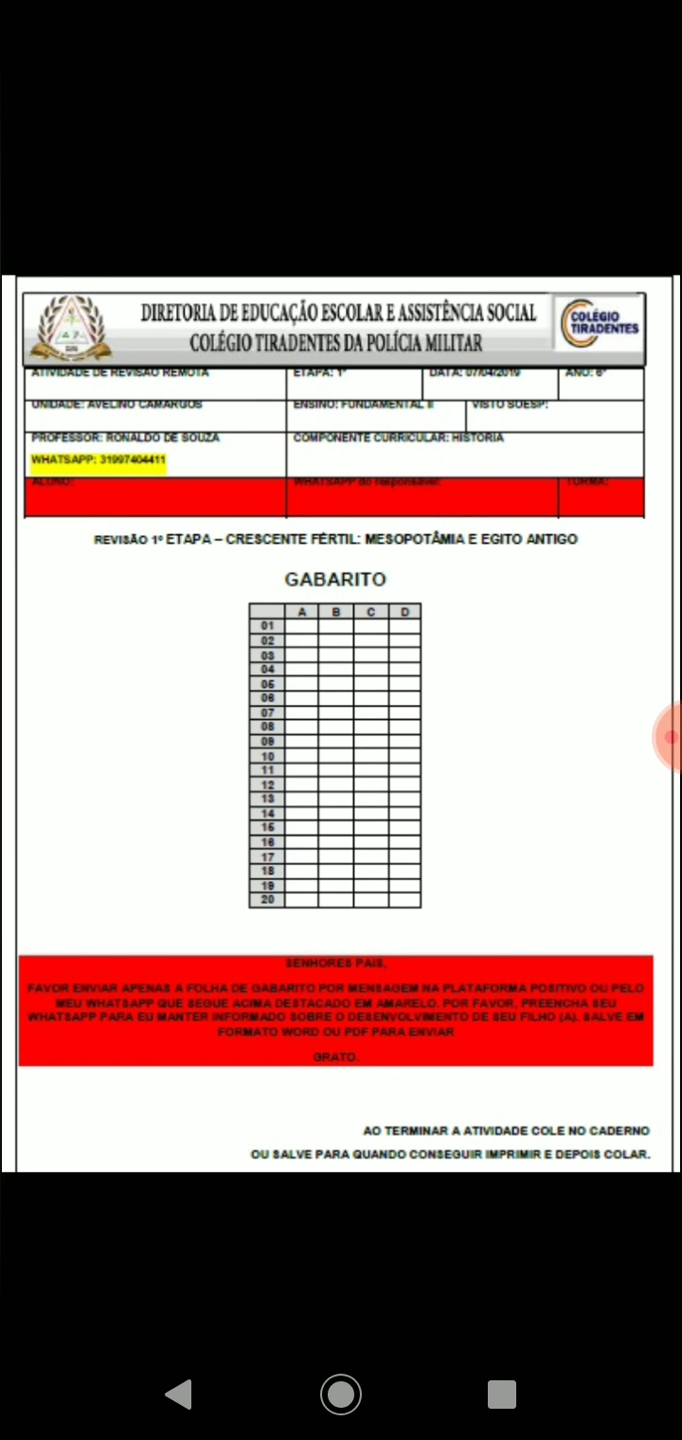 DIRETORIA DE EDUCAÇÃO ESCOLAR E ASSISTÊNCIA SOCIAL
COLÉGIO TIRADENTES DA POLÍCIA MILITAR
COLÉGIO
TIRADENTES
ATIVIDADE DE REVISÃO REMOTA ETAPA: 1ª DATA: 07/04/2019 ANO: 6º
UNIDADE: AVELINO CAMARGOS ENSINO: FUNDAMENTAL II VISTO SOESP:
PROFESSOR: RONALDO DE SOUZA COMPONENTE CURRICULAR: HISTÓRIA
WHATSAPP: 31997404411
ALUNO: WHATSAPP do responsável: TURMA:
REVISÃO 1ª ETAPA – CRESCENTE FÉRTIL: MESOPOTÂMIA E EGITO ANTIGO
GABARITO
A B C D
01
02
03
04
05
06
07
08
09
10
11
12
13
14
15
16
17
18
19
20
SENHORES PAIS,
FAVOR ENVIAR APENAS A FOLHA DE GABARITO POR MENSAGEM NA PLATAFORMA POSITIVO OU PELO
MEU WHATSAPP QUE SEGUE ACIMA DESTACADO EM AMARELO. POR FAVOR, PREENCHA SEU
WHATSAPP PARA EU MANTER INFORMADO SOBRE O DESENVOLVIMENTO DE SEU FILHO (A). SALVE EM
FORMATO WORD OU PDF PARA ENVIAR
GRATO.
AO TERMINAR A ATIVIDADE COLE NO CADERNO
OU SALVE PARA QUANDO CONSEGUIR IMPRIMIR E DEPOIS COLAR.